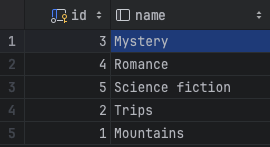 id name
1 3 Mystery
2 4 Romance
3 5 Science fiction
4 2 Trips
5 1 Mountains